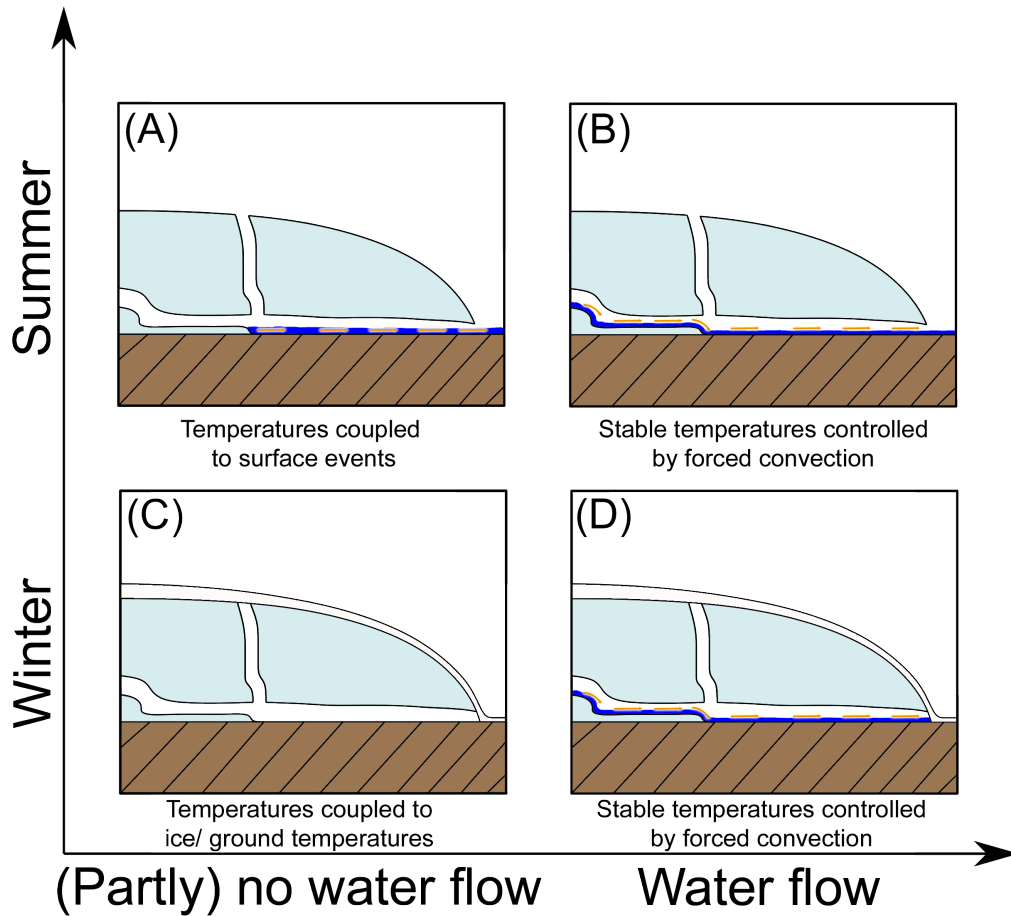 Summer
(A)
(B)
Temperatures coupled
to surface events
Stable temperatures controlled
by forced convection
Winter
(C)
(D)
Temperatures coupled to
ice/ ground temperatures
Stable temperatures controlled
by forced convection
(Partly) no water flow
Water flow